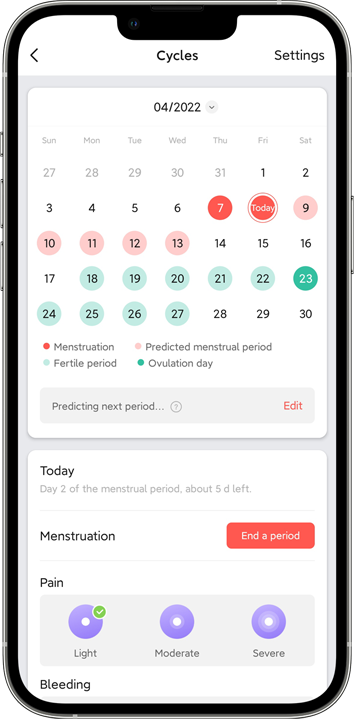 Cycles Settings
04/2022
Sun Mon Tue Wed Thu Fri Sat
27 28 29 30 31 1 2
3 4 5 6 7 Today 9
10 11 12 13 14 15 16
17 18 19 20 21 22 23
24 25 26 27 28 29 30
Menstruation Predicted menstrual period
Fertile period Ovulation day
Predicting next period... ? Edit
Today
Day 2 of the menstrual period, about 5 d left.
Menstruation End a period
Pain
Light Moderate Severe
Bleeding